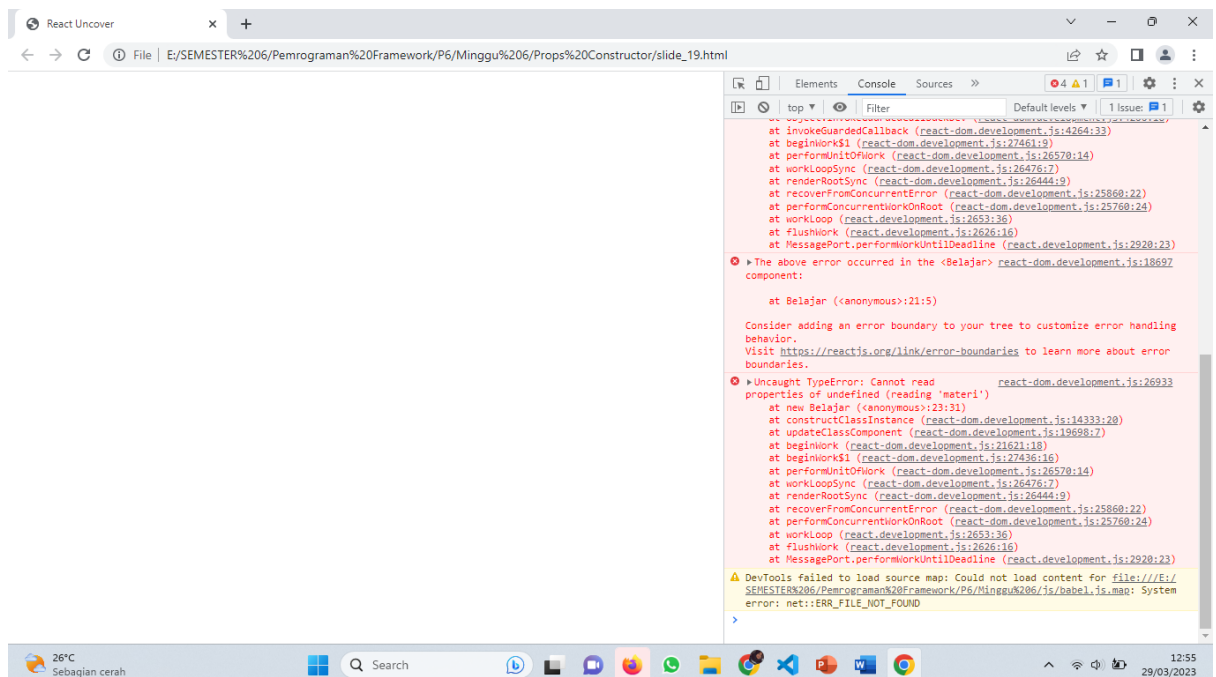 React Uncover
File E:/SEMESTER%206/Pemrograman%20Framework/P6/Minggu%206/Props%20Constructor/slide_19.html
Elements Console Sources » 4 1 1
top ▼ Filter Default levels ▼ 1 Issue: 1
at invokeGuardedCallback (react-dom.development.js:4264:33)
at beginWork$1 (react-dom.development.js:27461:9)
at performUnitOfWork (react-dom.development.js:26570:14)
at workLoopSync (react-dom.development.js:26476:7)
at renderRootSync (react-dom.development.js:26444:9)
at recoverFromConcurrentError (react-dom.development.js:25860:22)
at performConcurrentWorkOnRoot (react-dom.development.js:25760:24)
at workLoop (react.development.js:2653:36)
at flushWork (react.development.js:2626:16)
at MessagePort.performWorkUntilDeadline (react.development.js:2920:23)
▶The above error occurred in the <Belajar> react-dom.development.js:18697
component:
at Belajar (<anonymous>:21:5)
Consider adding an error boundary to your tree to customize error handling
behavior.
Visit https://reactjs.org/link/error-boundaries to learn more about error
boundaries.
▶Uncaught TypeError: Cannot read react-dom.development.js:26933
properties of undefined (reading 'materi')
at new Belajar (<anonymous>:23:31)
at constructClassInstance (react-dom.development.js:14333:20)
at updateClassComponent (react-dom.development.js:19698:7)
at beginWork (react-dom.development.js:21621:18)
at beginWork$1 (react-dom.development.js:27436:16)
at performUnitOfWork (react-dom.development.js:26570:14)
at workLoopSync (react-dom.development.js:26476:7)
at renderRootSync (react-dom.development.js:26444:9)
at recoverFromConcurrentError (react-dom.development.js:25860:22)
at performConcurrentWorkOnRoot (react-dom.development.js:25760:24)
at workLoop (react.development.js:2653:36)
at flushWork (react.development.js:2626:16)
at MessagePort.performWorkUntilDeadline (react.development.js:2920:23)
DevTools failed to load source map: Could not load content for file:///E:/
SEMESTER%206/Pemrograman%20Framework/P6/Minggu%206/js/babel.js.map: System
error: net::ERR_FILE_NOT_FOUND
26°C
Sebagian cerah
Search
12:55
29/03/2023